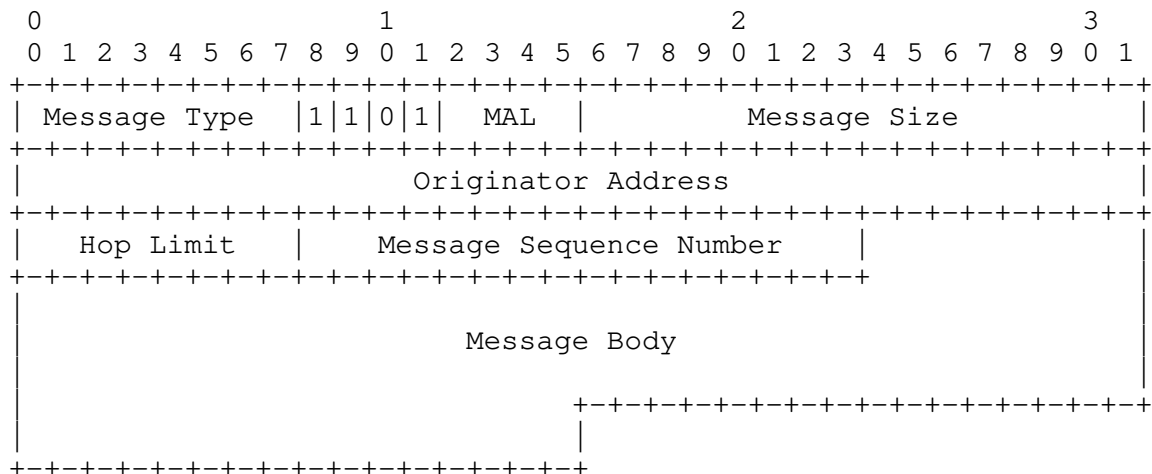 0                   1                   2                   3
 0 1 2 3 4 5 6 7 8 9 0 1 2 3 4 5 6 7 8 9 0 1 2 3 4 5 6 7 8 9 0 1
+-+-+-+-+-+-+-+-+-+-+-+-+-+-+-+-+-+-+-+-+-+-+-+-+-+-+-+-+-+-+-+-+
| Message Type  |1|1|0|1|  MAL  |         Message Size          |
+-+-+-+-+-+-+-+-+-+-+-+-+-+-+-+-+-+-+-+-+-+-+-+-+-+-+-+-+-+-+-+-+
|                      Originator Address                       |
+-+-+-+-+-+-+-+-+-+-+-+-+-+-+-+-+-+-+-+-+-+-+-+-+-+-+-+-+-+-+-+-+
|   Hop Limit   |    Message Sequence Number    |               |
+-+-+-+-+-+-+-+-+-+-+-+-+-+-+-+-+-+-+-+-+-+-+-+-+               |
|                                                               |
|                         Message Body                          |
|                                                               |
|                               +-+-+-+-+-+-+-+-+-+-+-+-+-+-+-+-+
|                               |
+-+-+-+-+-+-+-+-+-+-+-+-+-+-+-+-+